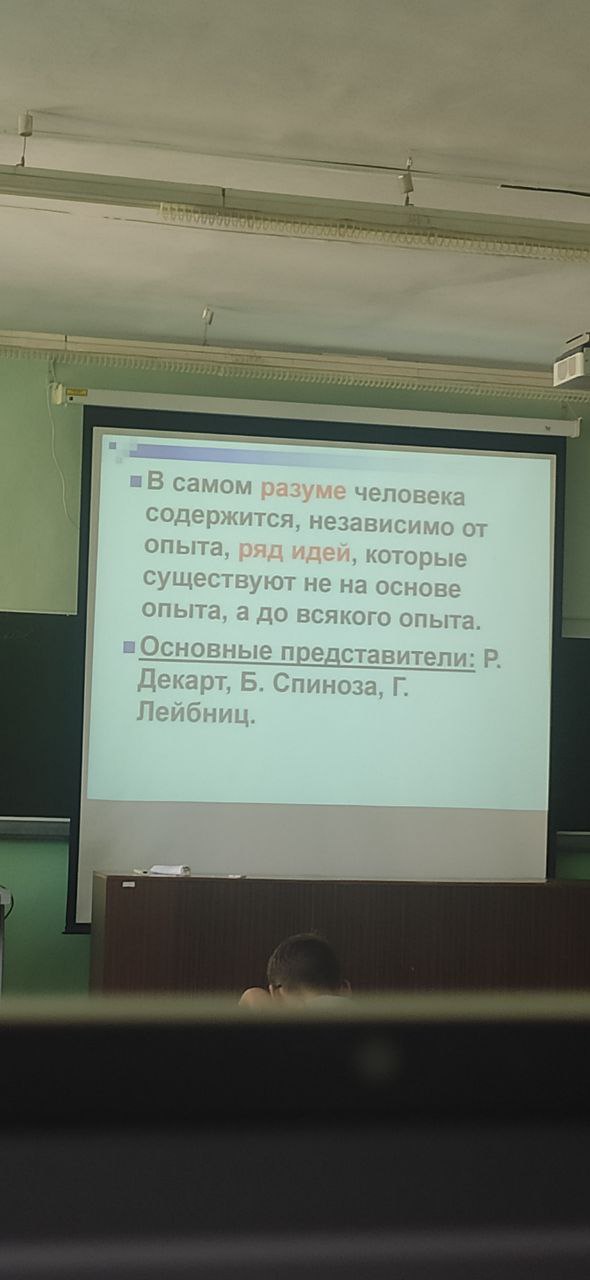 В самом разуме человека
содержится, независимо от
опыта, ряд идей, которые
существуют не на основе
опыта, а до всякого опыта.
Основные представители: Р.
Декарт, Б. Спиноза, Г.
Лейбниц.